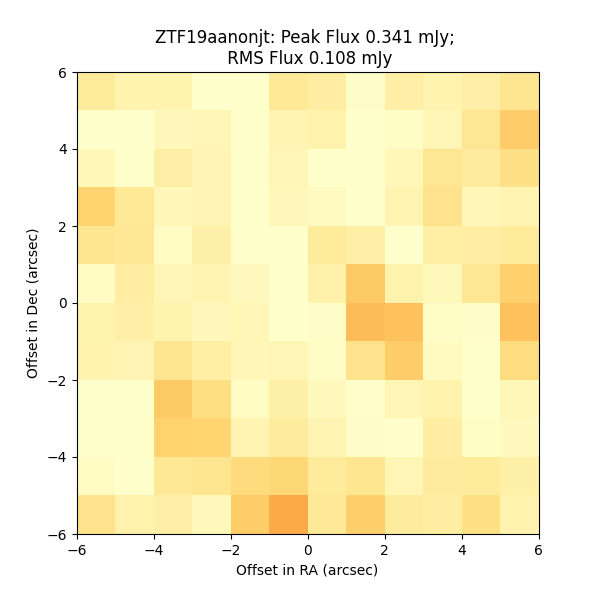 ZTF19aanonjt: Peak Flux 0.341 mJy;
RMS Flux 0.108 mJy
6
4
2
0
−2
−4
−6
Offset in Dec (arcsec)
−6 −4 −2 0 2 4 6
Offset in RA (arcsec)